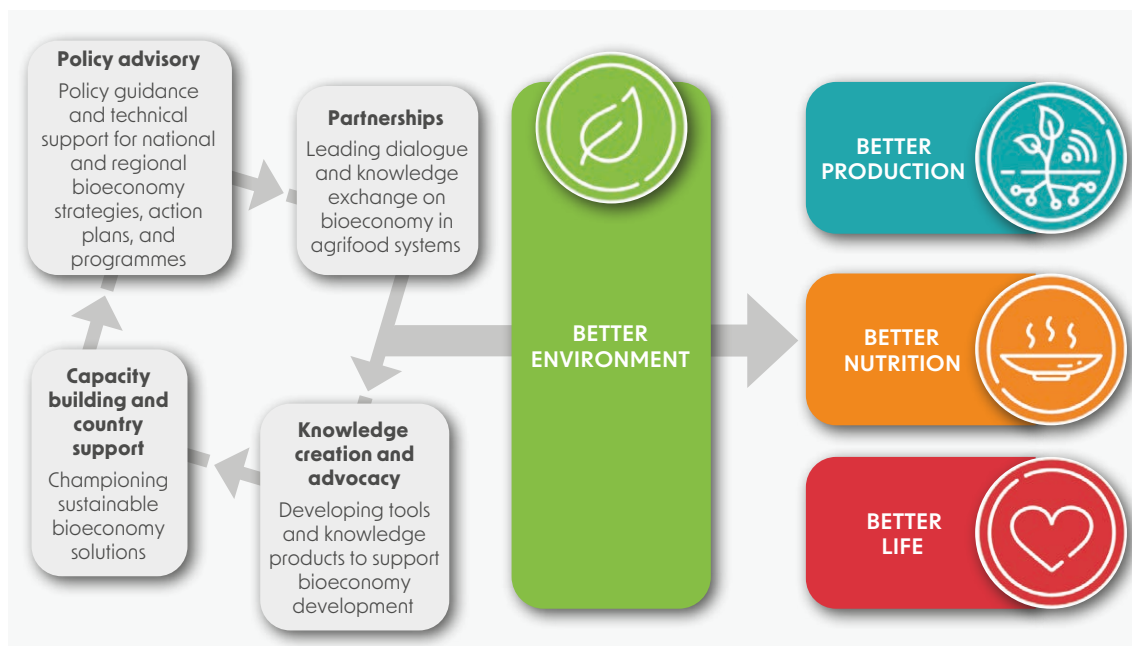 Policy advisory
Policy guidance
and technical
support for national
and regional
bioeconomy
strategies, action
plans, and
programmes
Partnerships
Leading dialogue
and knowledge
exchange on
bioeconomy in
agrifood systems
Knowledge
creation and
advocacy
Developing tools
and knowledge
products to support
bioeconomy
development
Capacity
building and
country
support
Championing
sustainable
bioeconomy
solutions
BETTER
ENVIRONMENT
BETTER
PRODUCTION
BETTER
NUTRITION
BETTER
LIFE